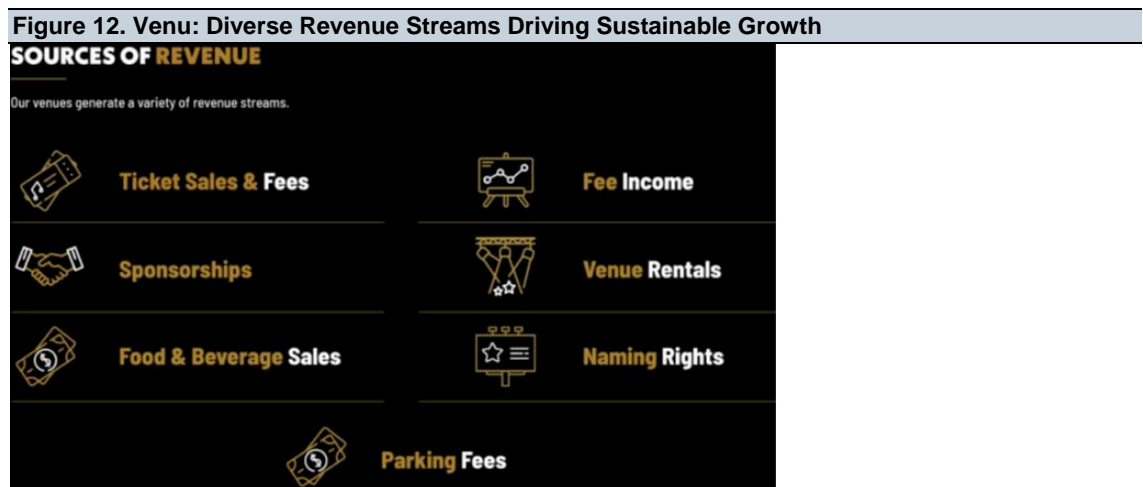 Figure 12. Venu: Diverse Revenue Streams Driving Sustainable Growth
SOURCES OF REVENUE
Our venues generate a variety of revenue streams.
Ticket Sales & Fees
Fee Income
Sponsorships
Venue Rentals
Food & Beverage Sales
Naming Rights
Parking Fees